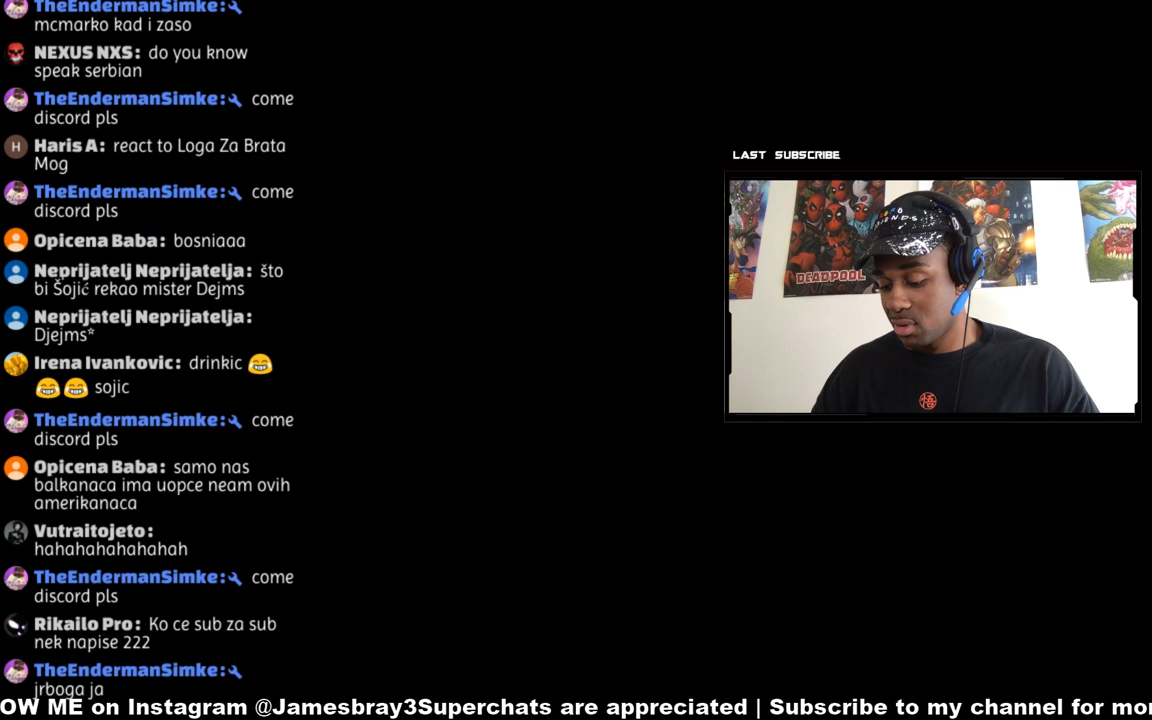 TheEndermanSimke:
mcmarko kad i zaso
NEXUS NXS: do you know
speak serbian
TheEndermanSimke: come
discord pls
Haris A: react to Loga Za Brata
Mog
TheEndermanSimke: come
discord pls
Opicena Baba: bosniaaa
Neprijatelj Neprijatelja: što
bi Šojić rekao mister Dejms
Neprijatelj Neprijatelja:
Djejms*
Irena Ivankovic: drinkic 😂
😂😂 sojic
TheEndermanSimke: come
discord pls
Opicena Baba: samo nas
balkanaca ima uopce neam ovih
amerikanaca
Vutraitojeto:
hahahahahahahah
TheEndermanSimke: come
discord pls
Rikailo Pro: Ko ce sub za sub
nek napise 222
TheEndermanSimke:
jrboga ja
LAST SUBSCRIBE
DEADPOOL
H
悟
OW ME on Instagram @Jamesbray3Superchats are appreciated | Subscribe to my channel for mor